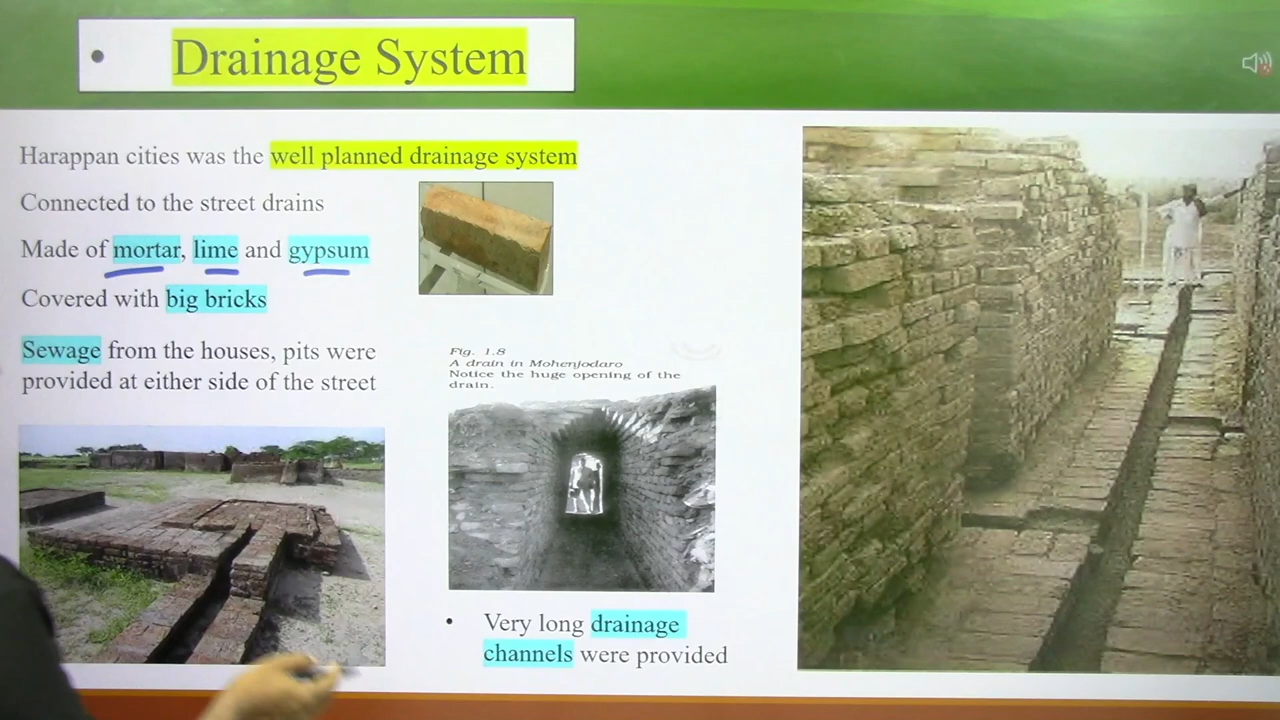 • Drainage System
Harappan cities was the well planned drainage system
Connected to the street drains
Made of mortar, lime and gypsum
Covered with big bricks
Sewage from the houses, pits were
provided at either side of the street
Fig. 1.8
A drain in Mohenjodaro
Notice the huge opening of the
drain.
• Very long drainage
channels were provided